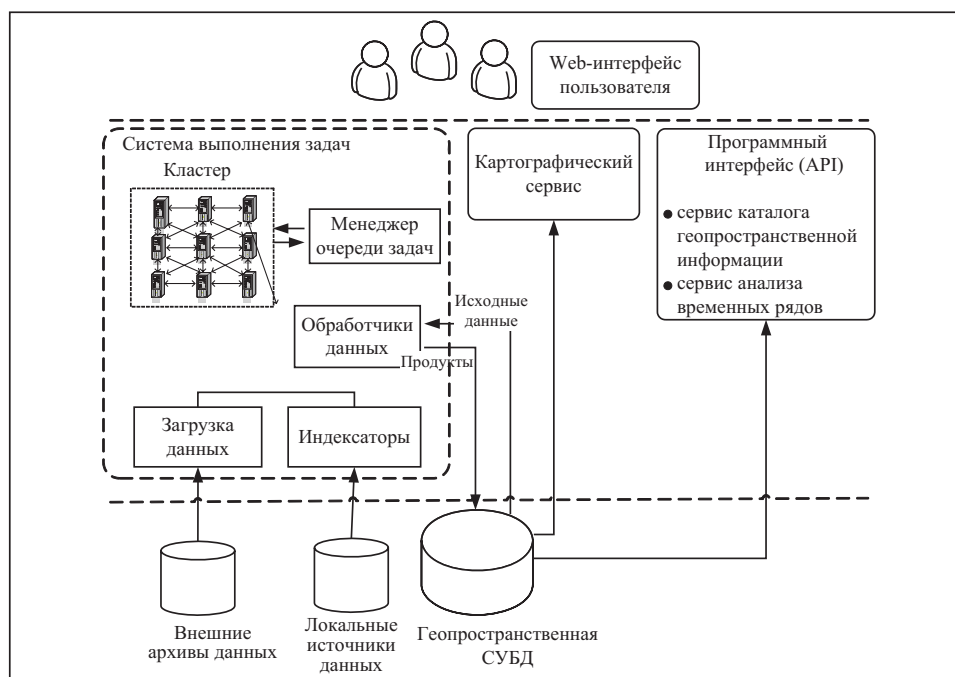 Web-интерфейс
пользователя
Система выполнения задач
Кластер
Менеджер
очереди задач
Картографический
сервис
Программный
интерфейс (API)
● сервис каталога
геопространственной
информации
● сервис анализа
временных рядов
Исходные
данные
Обработчики
данных
Продукты
Загрузка
данных
Индексаторы
Внешние
архивы данных
Локальные
источники
данных
Геопространственная
СУБД